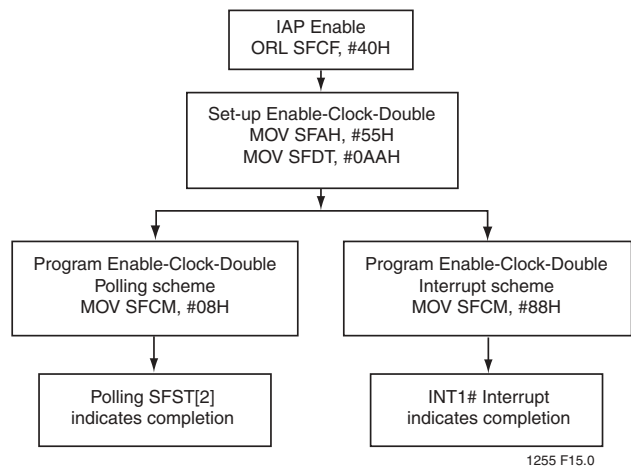 IAP Enable
ORL SFCF, #40H
Set-up Enable-Clock-Double
MOV SFAH, #55H
MOV SFDT, #0AAH
Program Enable-Clock-Double
Polling scheme
MOV SFCM, #08H
Program Enable-Clock-Double
Interrupt scheme
MOV SFCM, #88H
Polling SFST[2]
indicates completion
INT1# Interrupt
indicates completion
1255 F15.0